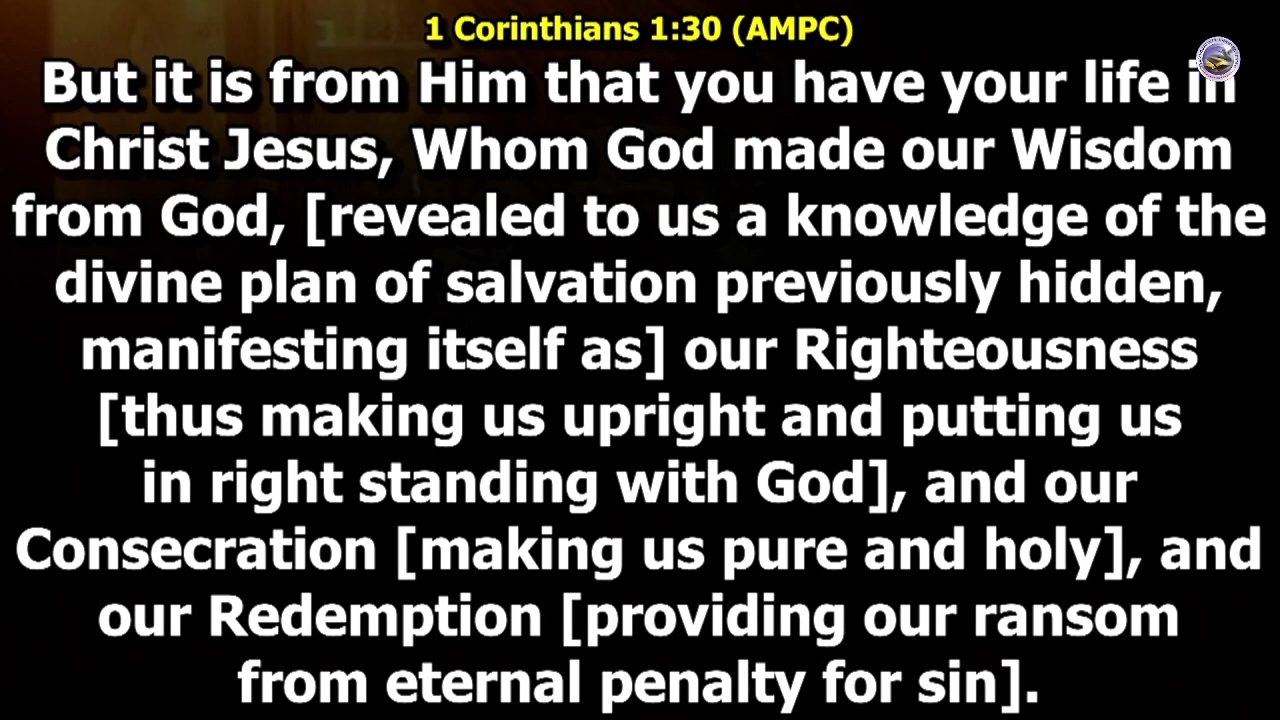 1 Corinthians 1:30 (AMPC)
But it is from Him that you have your life in
Christ Jesus, Whom God made our Wisdom
from God, [revealed to us a knowledge of the
divine plan of salvation previously hidden,
manifesting itself as] our Righteousness
[thus making us upright and putting us
in right standing with God], and our
Consecration [making us pure and holy], and
our Redemption [providing our ransom
from eternal penalty for sin].